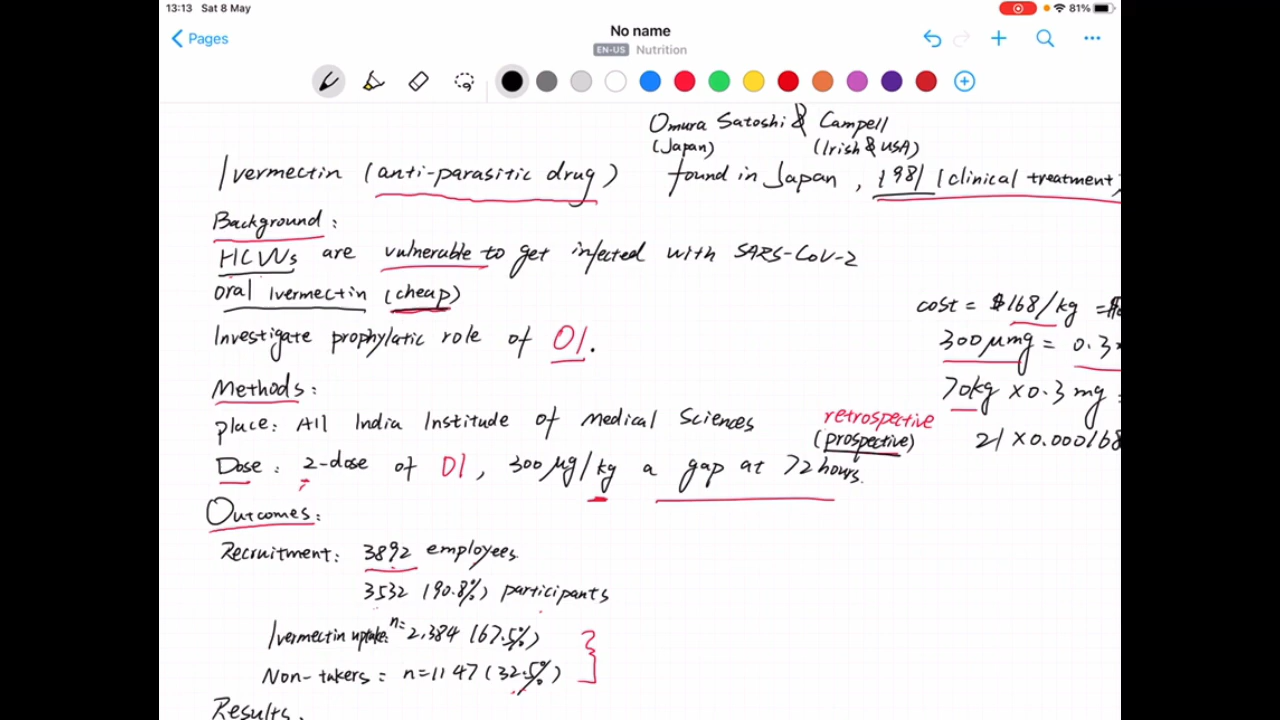 13:13 Sat 8 May
81%
Pages
No name
EN-US Nutrition
Omura Satoshi & Campell
(Japan) (Irish & USA)
Ivermectin (anti-parasitic drug) found in Japan, 1981 (clinical treatment)
Background:
HCWs are vulnerable to get infected with SARS-CoV-2
oral Ivermectin (cheap)
cost = $168/kg =$
Investigate prophylatic role of OI.
300 μmg = 0.3
Methods:
70kg x 0.3 mg
place: All India Institute of Medical Sciences
retrospective
(prospective)
21 x 0.000168
Dose: 2-dose of OI, 300 μg/kg a gap at 72 hours.
Outcomes:
Recruitment: 3892 employees
3532 (90.8%) participants
Ivermectin uptake: n= 2,384 (67.5%)
Non-takers: n=1147 (32.5%)
Results.